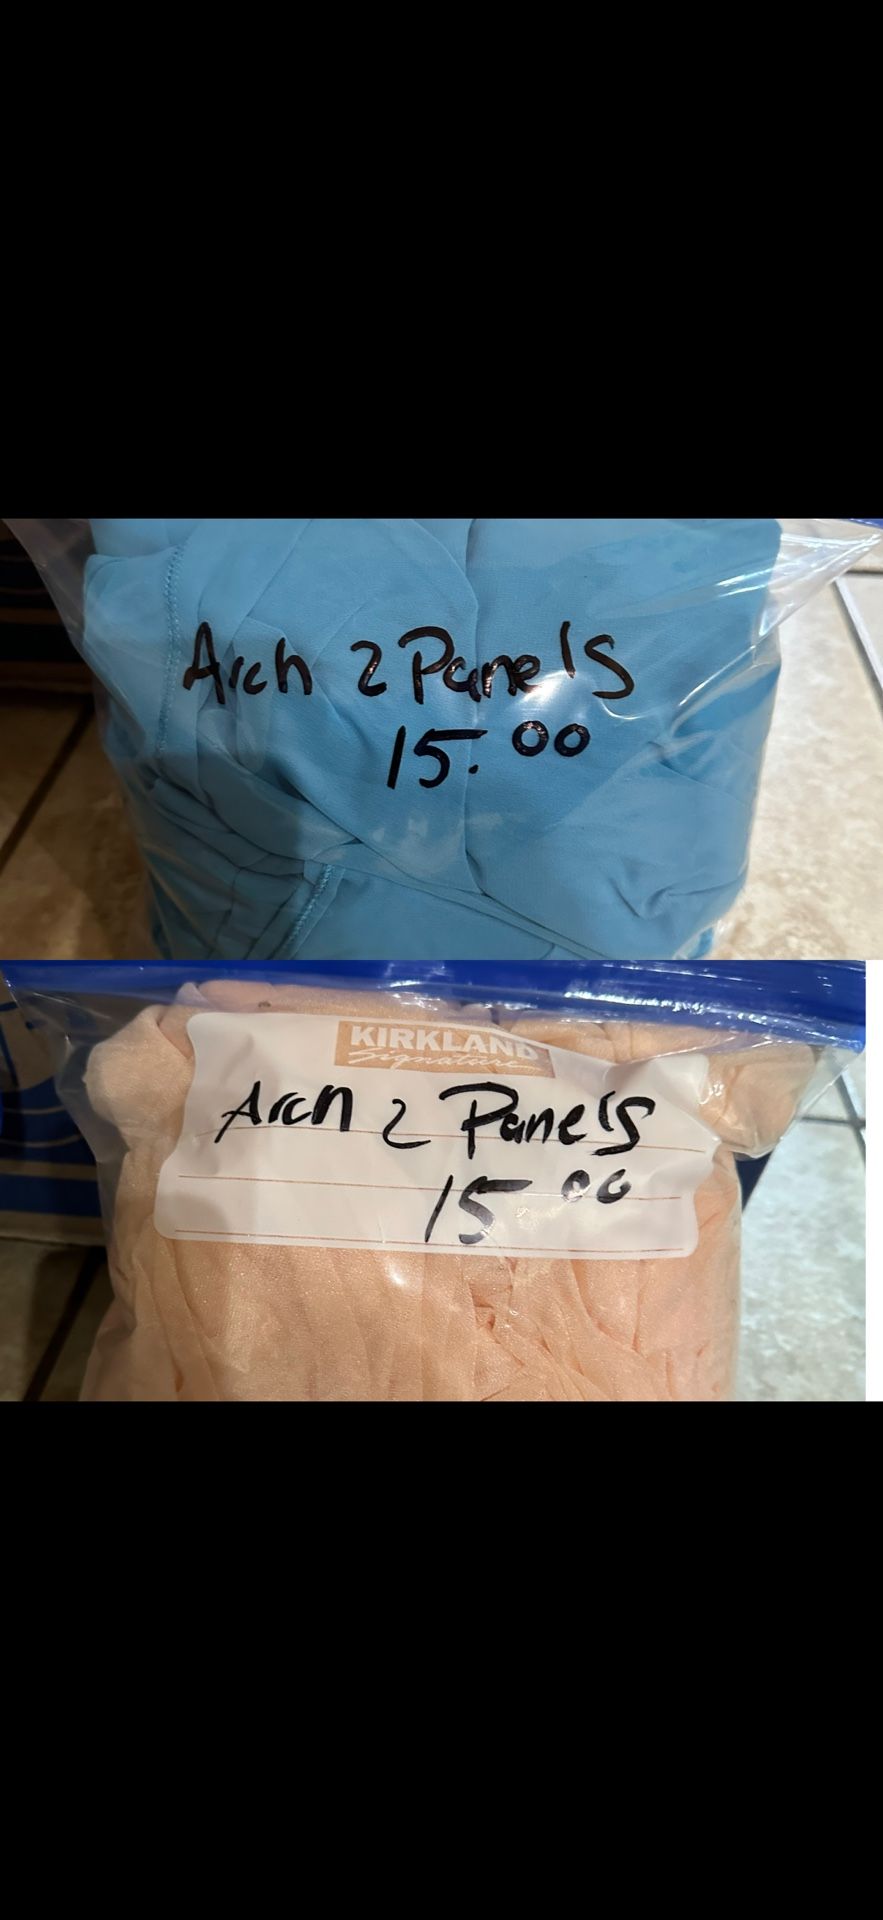 Arch 2 Panels
15.00
KIRKLAND
Signature
Arch 2 Panels
15 00